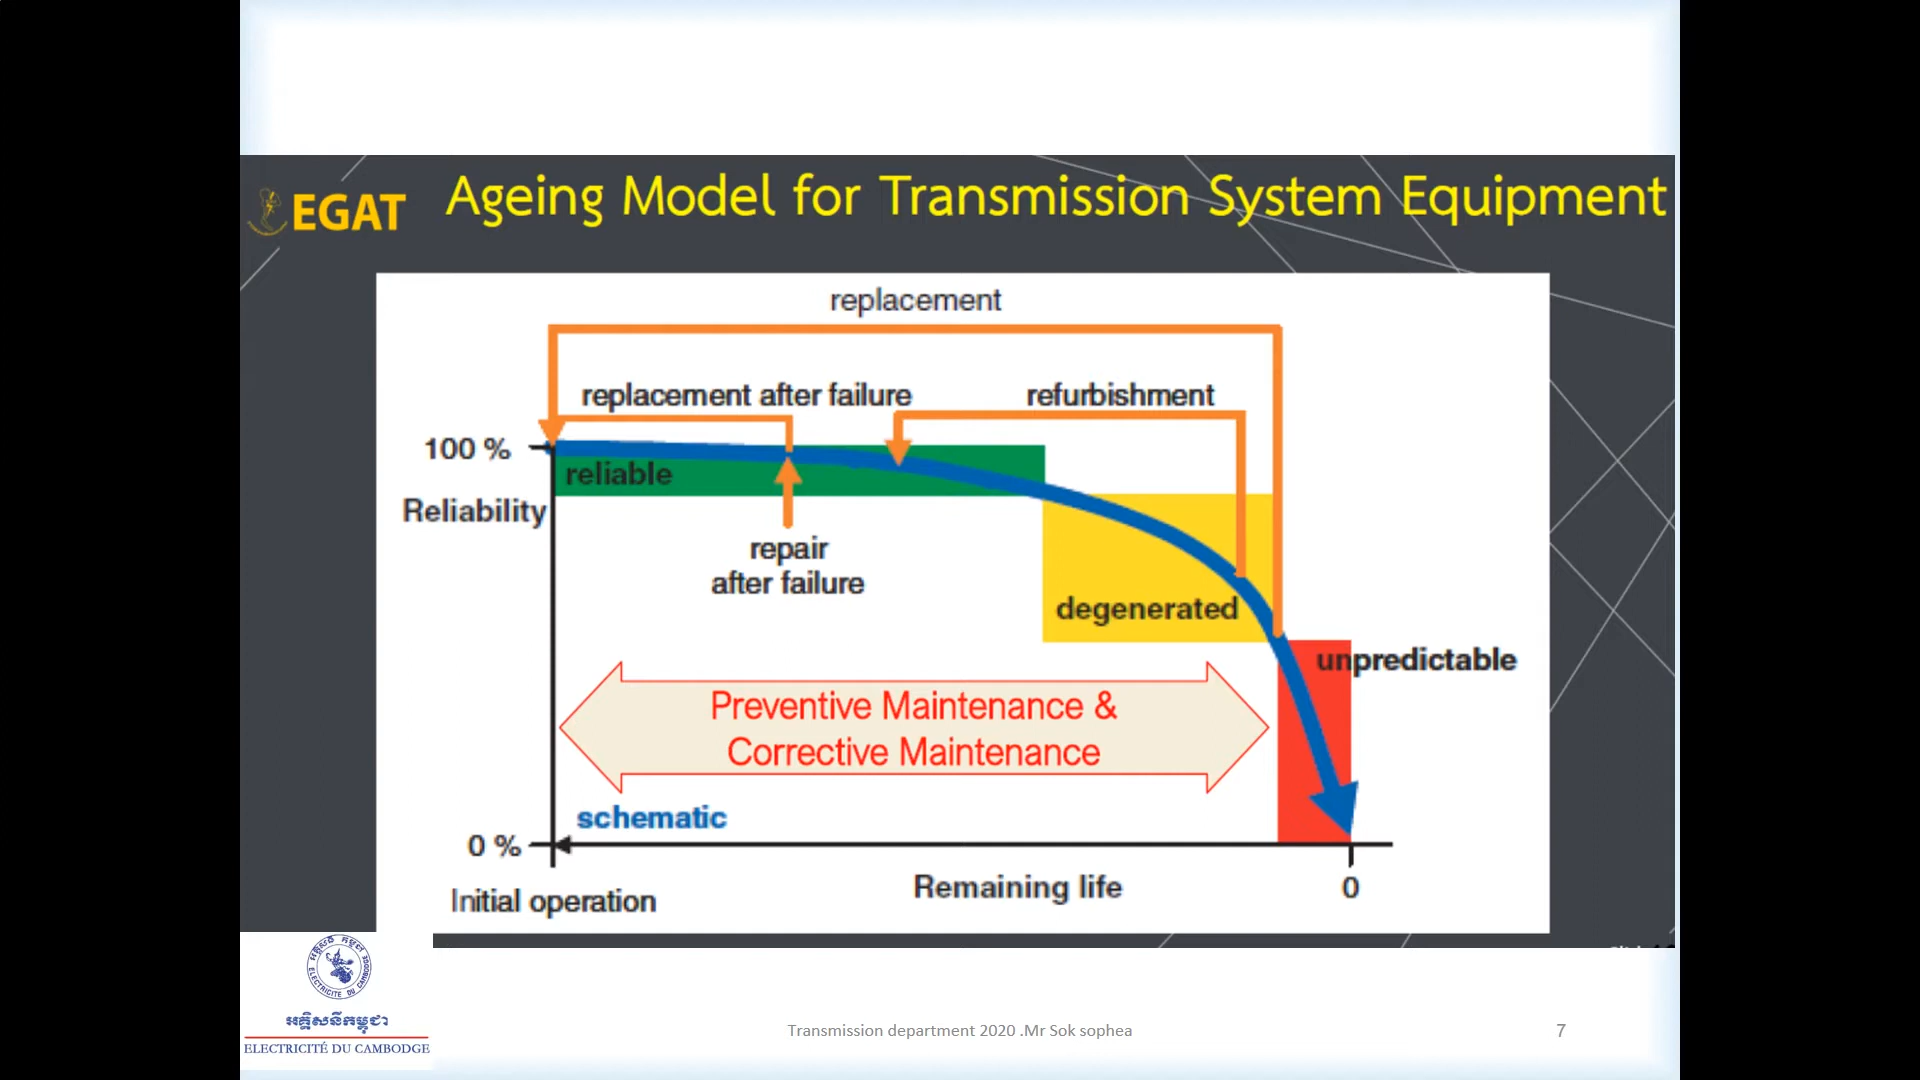 EGAT
Ageing Model for Transmission System Equipment
replacement
replacement after failure
refurbishment
100 %
reliable
Reliability
repair
after failure
degenerated
unpredictable
Preventive Maintenance &
Corrective Maintenance
schematic
0 %
Remaining life
0
Initial operation
អគ្គិសនីកម្ពុជា
ELECTRICITÉ DU CAMBODGE
Transmission department 2020 .Mr Sok sophea
7